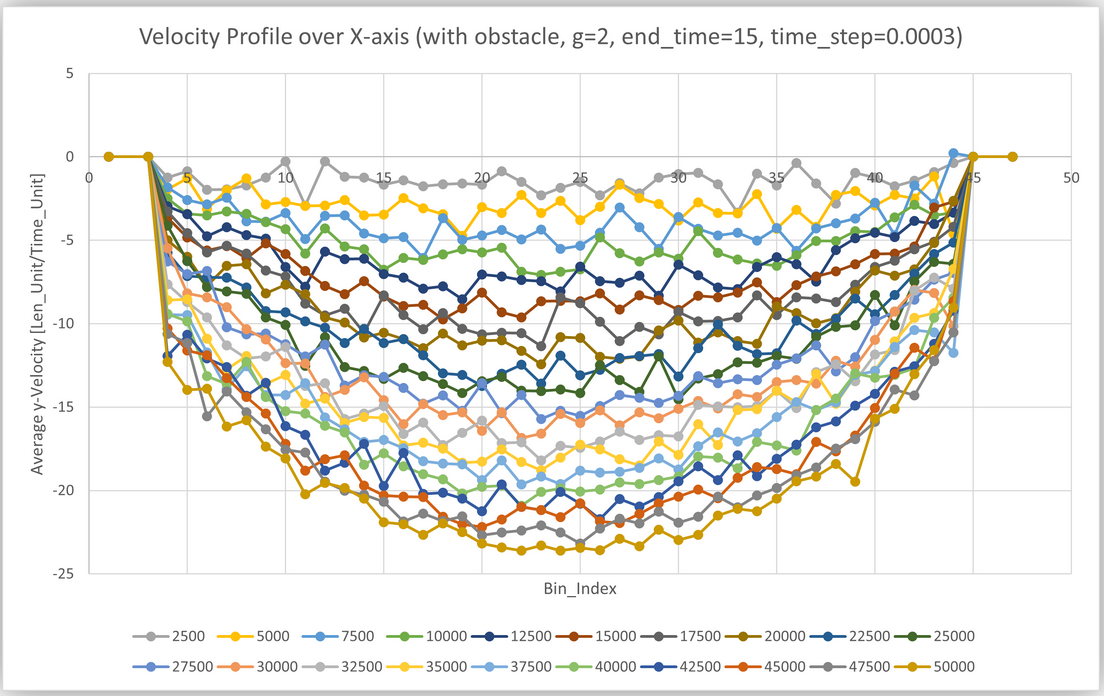 Velocity Profile over X-axis (with obstacle, g=2, end_time=15, time_step=0.0003)
5
0
-5
-10
-15
-20
-25
0 5 10 15 20 25 30 35 40 45 50
Average y-Velocity [Len_Unit/Time_Unit]
Bin_Index
2500 5000 7500 10000 12500 15000 17500 20000 22500 25000
27500 30000 32500 35000 37500 40000 42500 45000 47500 50000